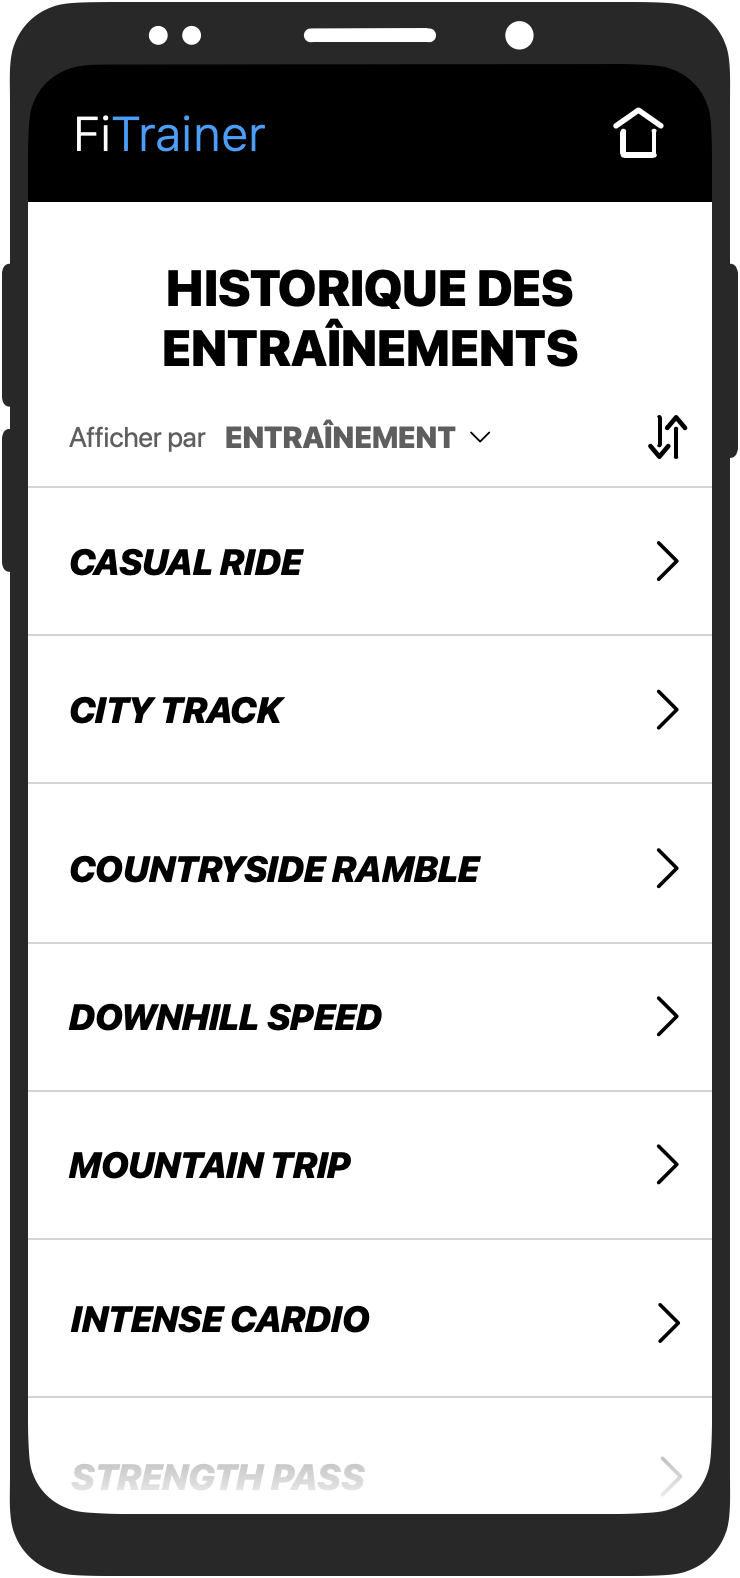 FiTrainer
HISTORIQUE DES
ENTRAÎNEMENTS
Afficher par ENTRAÎNEMENT
CASUAL RIDE
CITY TRACK
COUNTRYSIDE RAMBLE
DOWNHILL SPEED
MOUNTAIN TRIP
INTENSE CARDIO
STRENGTH PASS